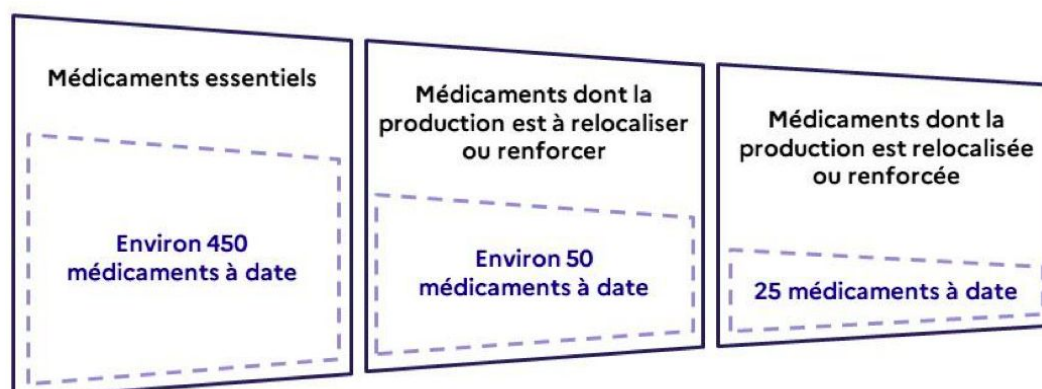 Médicaments essentiels
Environ 450
médicaments à date
Médicaments dont la
production est à relocaliser
ou renforcer
Environ 50
médicaments à date
Médicaments dont la
production est relocalisée
ou renforcée
25 médicaments à date